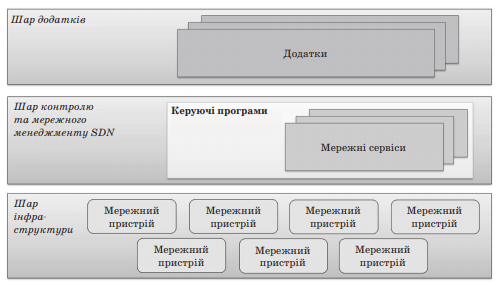 Шар додатків
Додатки
Шар контролю
та мережного
менеджменту SDN
Керуючі програми
Мережні сервіси
Шар
інфра-
структури
Мережний
пристрій
Мережний
пристрій
Мережний
пристрій
Мережний
пристрій
Мережний
пристрій
Мережний
пристрій
Мережний
пристрій